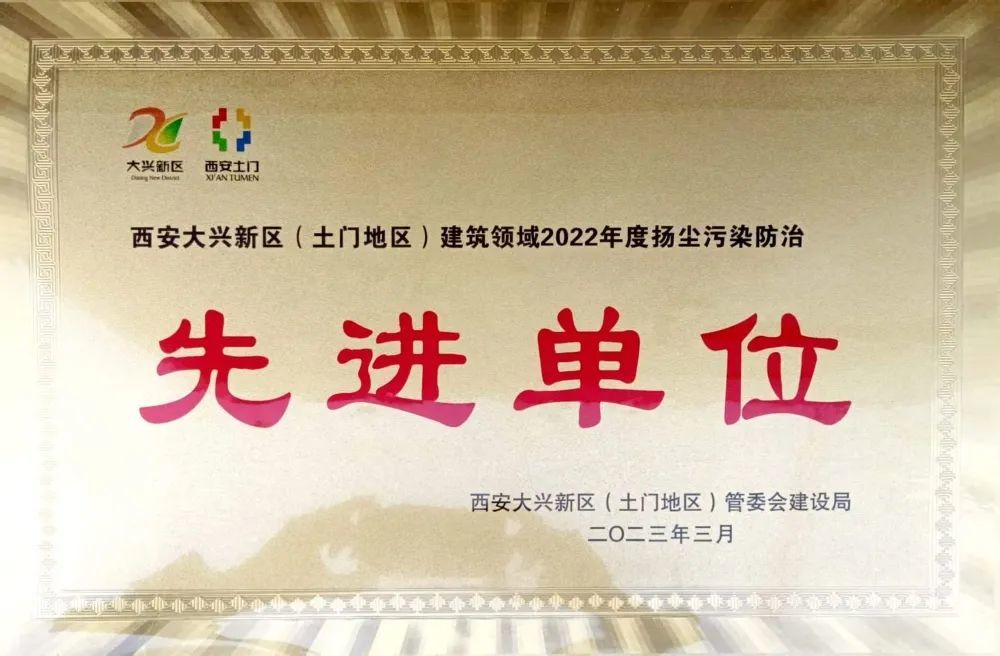 大兴新区 西安土门
Daxing New District XI'AN TUMEN
西安大兴新区（土门地区）建筑领域2022年度扬尘污染防治
先进单位
西安大兴新区（土门地区）管委会建设局
二〇二三年三月